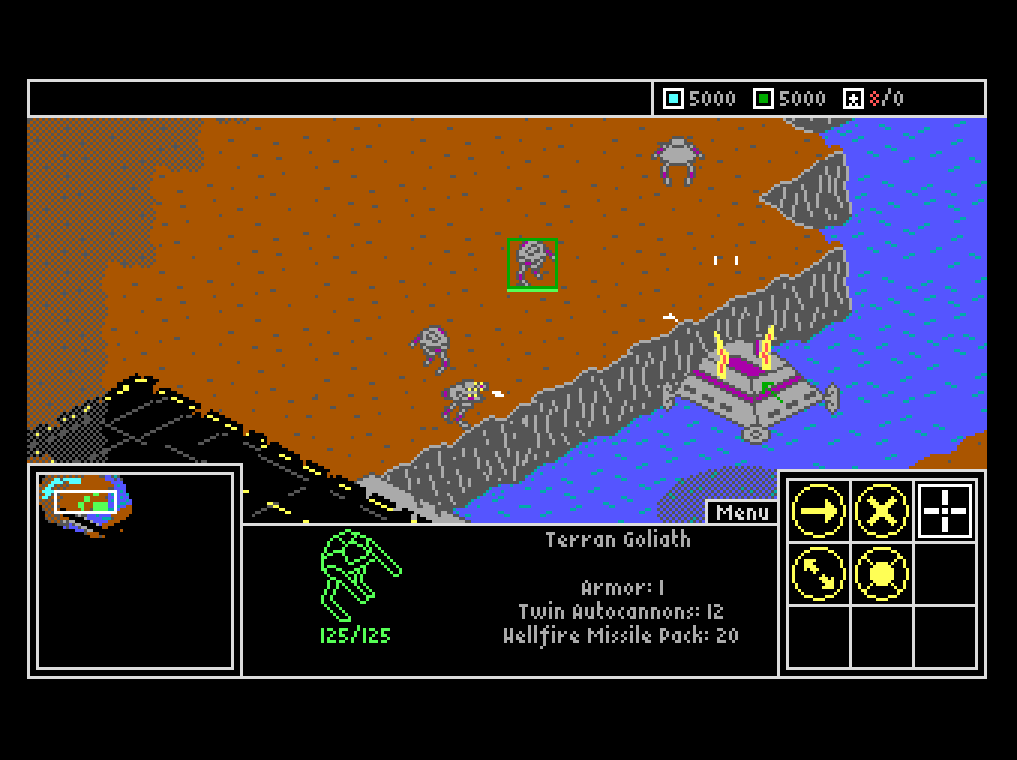 5000 5000 8/0
Menu
Terran Goliath
Armor: 1
Twin Autocannons: 12
Hellfire Missile Pack: 20
125/125